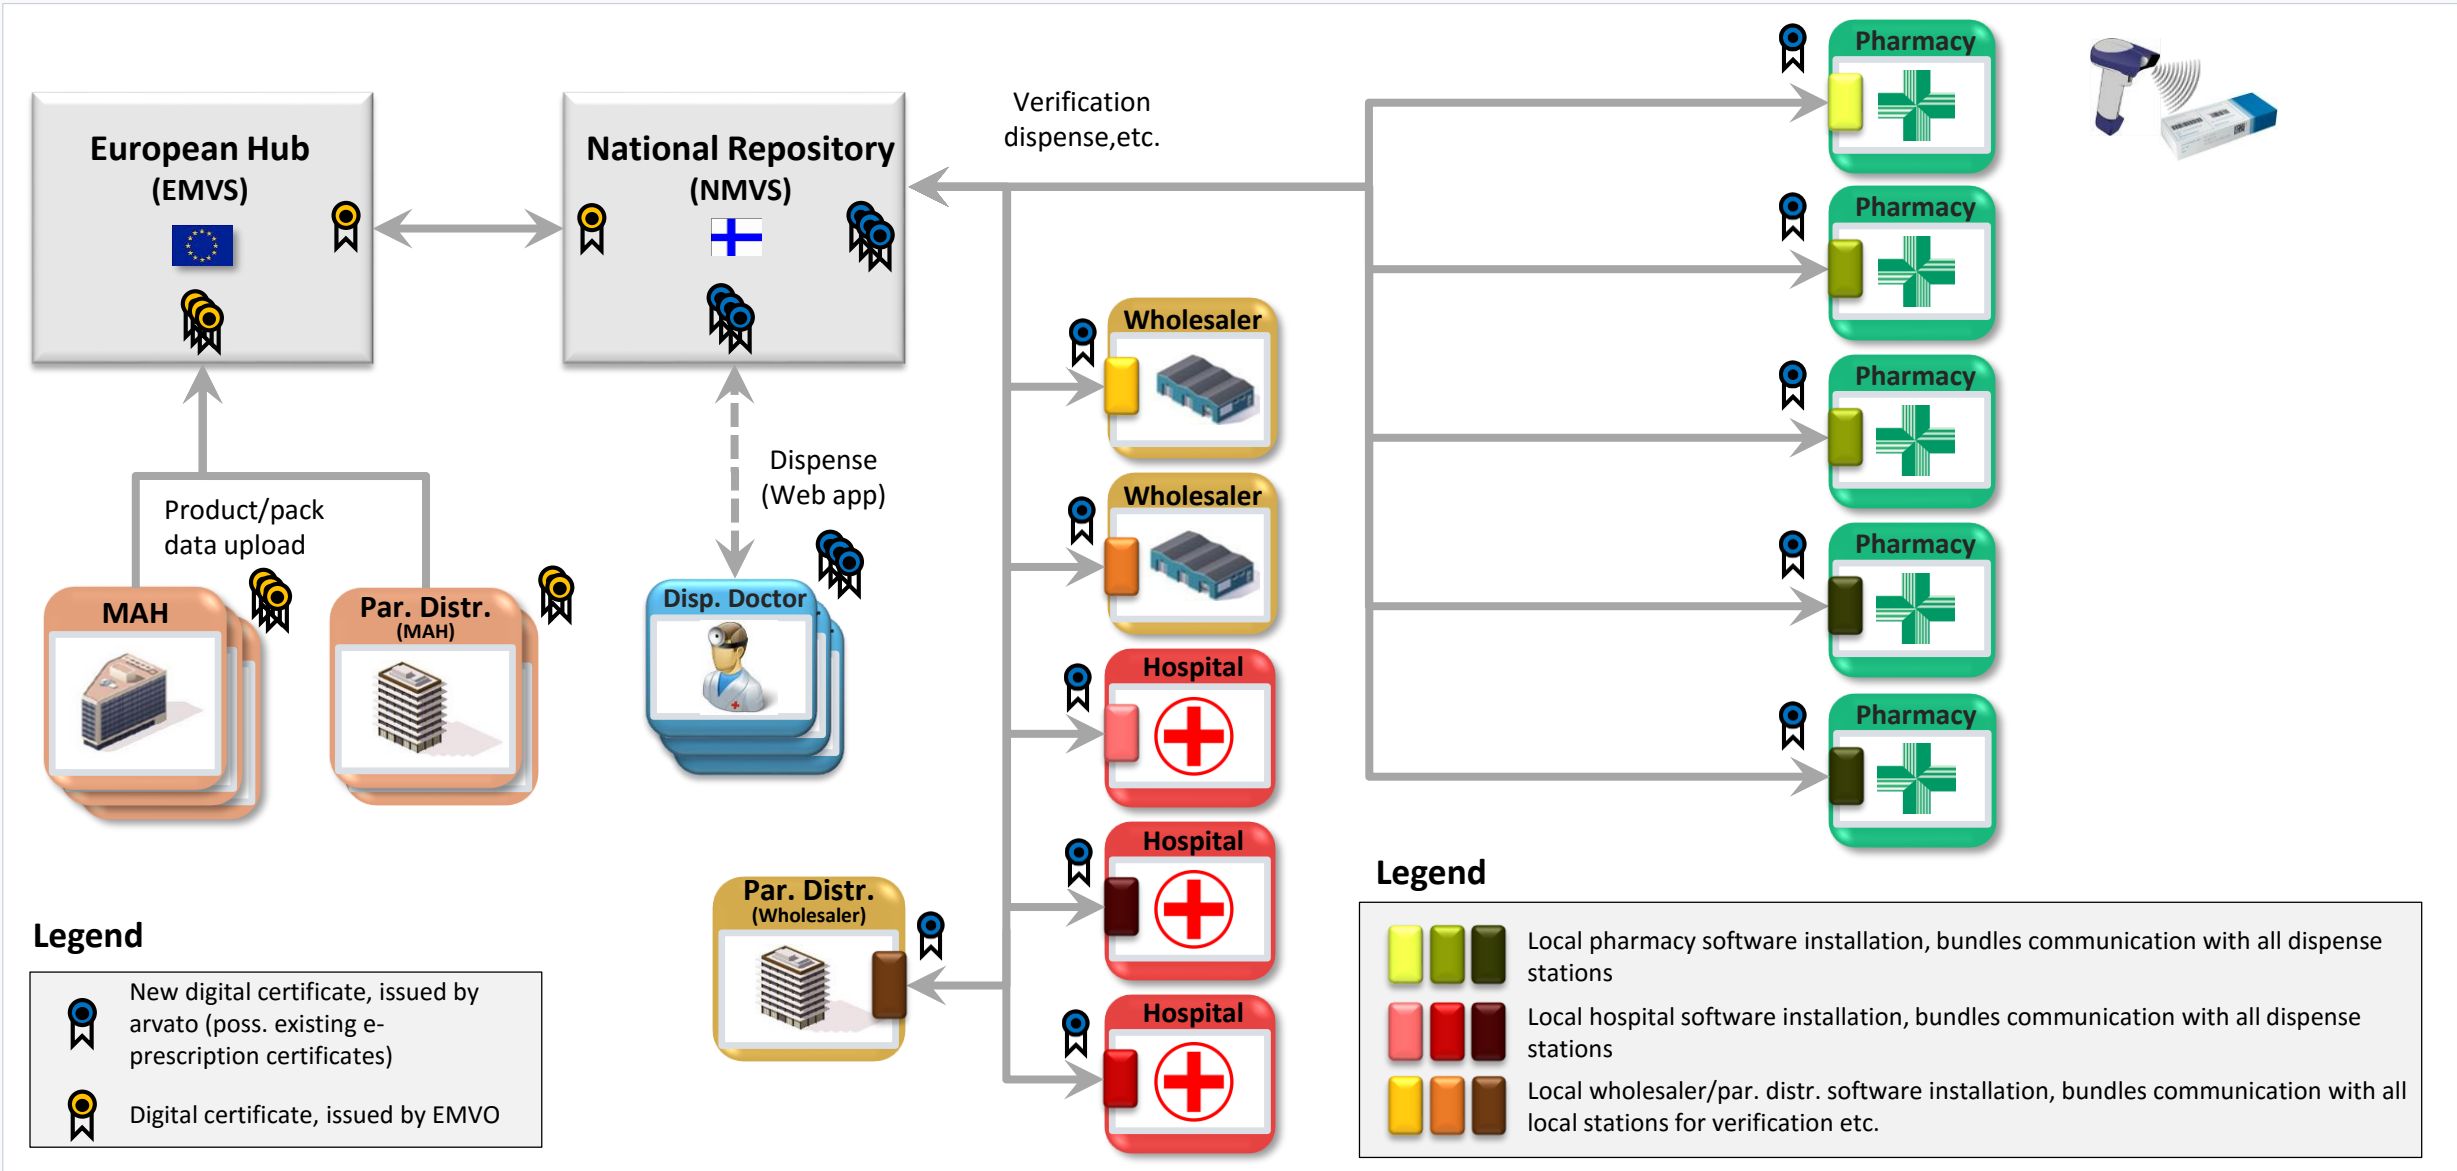 European Hub
(EMVS)
National Repository
(NMVS)
Verification
dispense,etc.
Product/pack
data upload
Dispense
(Web app)
MAH
Par. Distr.
(MAH)
Disp. Doctor
Wholesaler
Wholesaler
Hospital
Hospital
Hospital
Par. Distr.
(Wholesaler)
Pharmacy
Pharmacy
Pharmacy
Pharmacy
Pharmacy
Legend
New digital certificate, issued by
arvato (poss. existing e-
prescription certificates)
Digital certificate, issued by EMVO
Legend
Local pharmacy software installation, bundles communication with all dispense
stations
Local hospital software installation, bundles communication with all dispense
stations
Local wholesaler/par. distr. software installation, bundles communication with all
local stations for verification etc.